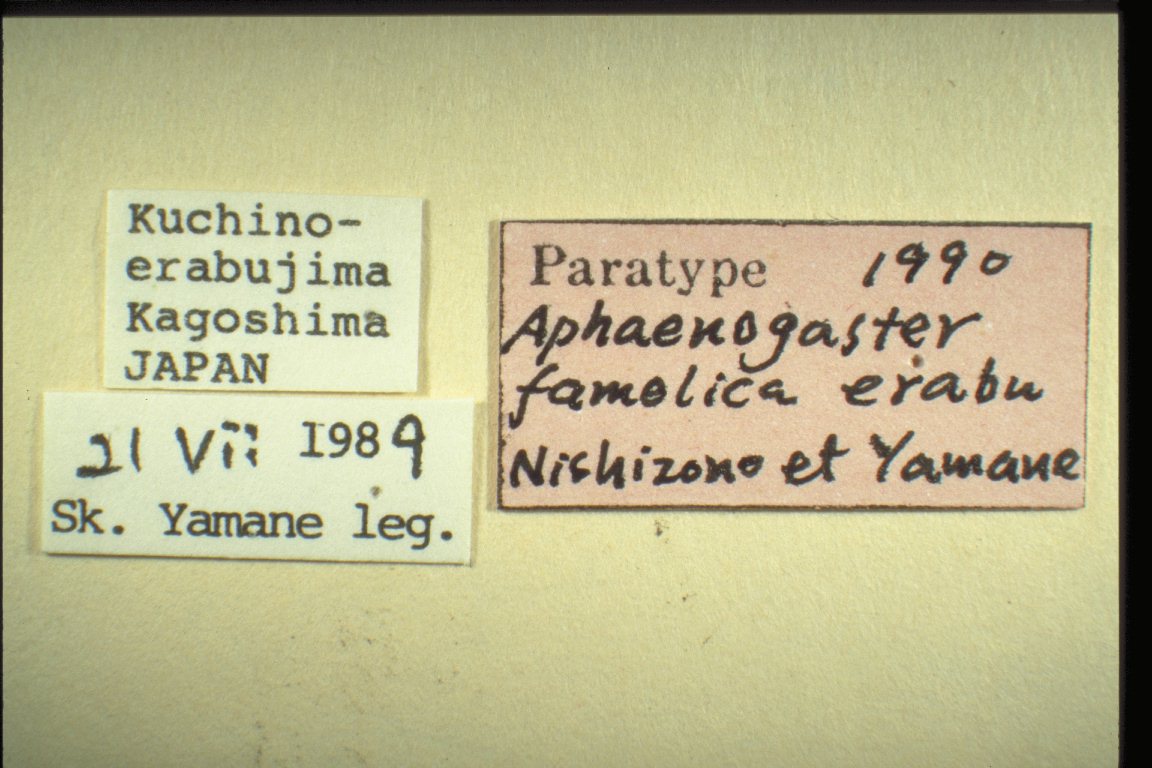 Kuchino-
erabujima
Kagoshima
JAPAN
21 Vii 1989
Sk. Yamane leg.
Paratype 1990
Aphaenogaster
famelica erabu
Nishizono et Yamane